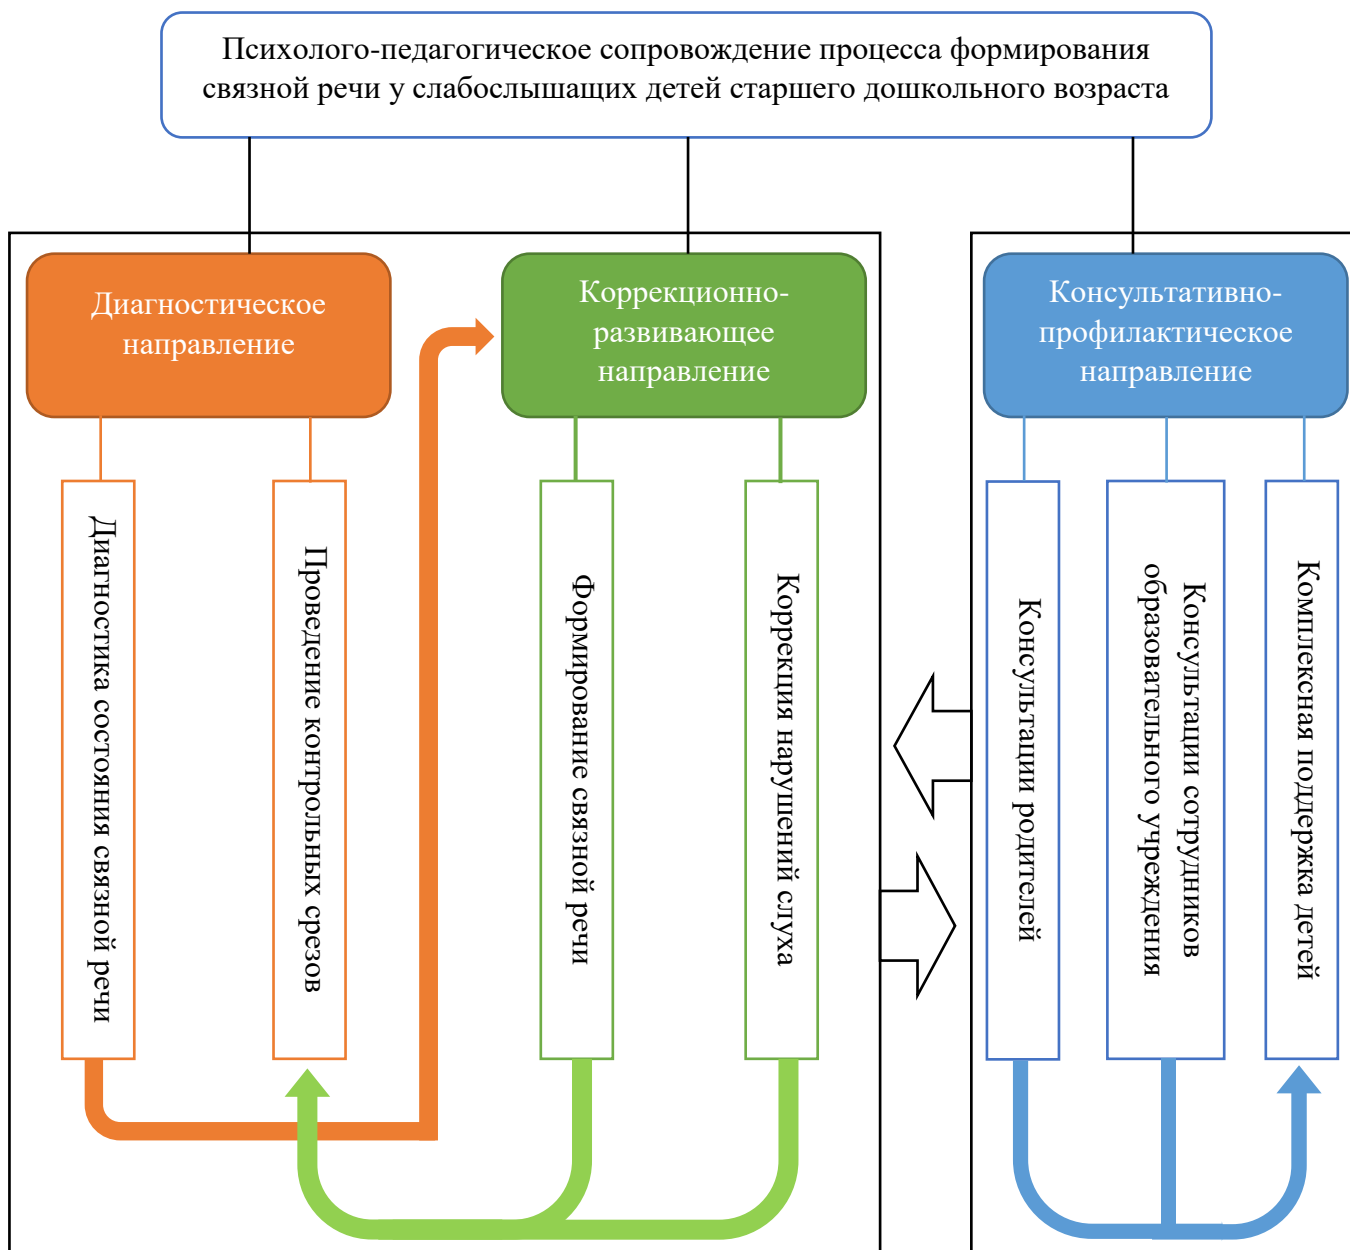 Психолого-педагогическое сопровождение процесса формирования
связной речи у слабослышащих детей старшего дошкольного возраста
Диагностическое
направление
Коррекционно-
развивающее
направление
Консультативно-
профилактическое
направление
Диагностика состояния связной речи
Проведение контрольных срезов
Формирование связной речи
Коррекция нарушений слуха
Консультации родителей
Консультации сотрудников
образовательного учреждения
Комплексная поддержка детей